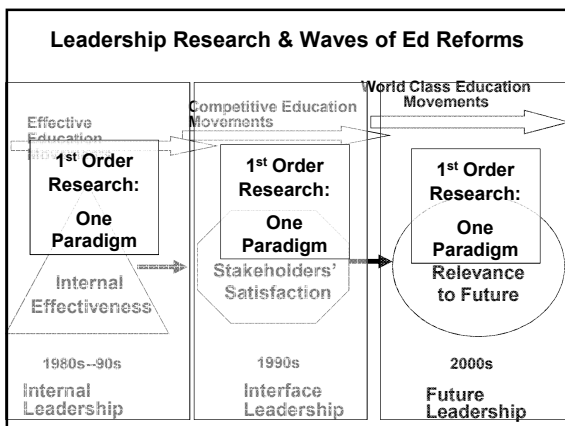 Leadership Research & Waves of Ed Reforms
Effective
Education
Movements
1st Order
Research:
One
Paradigm
Internal
Effectiveness
1980s--90s
Internal
Leadership
Competitive Education
Movements
1st Order
Research:
One
Paradigm
Stakeholders'
Satisfaction
1990s
Interface
Leadership
World Class Education
Movements
1st Order
Research:
One
Paradigm
Relevance
to Future
2000s
Future
Leadership